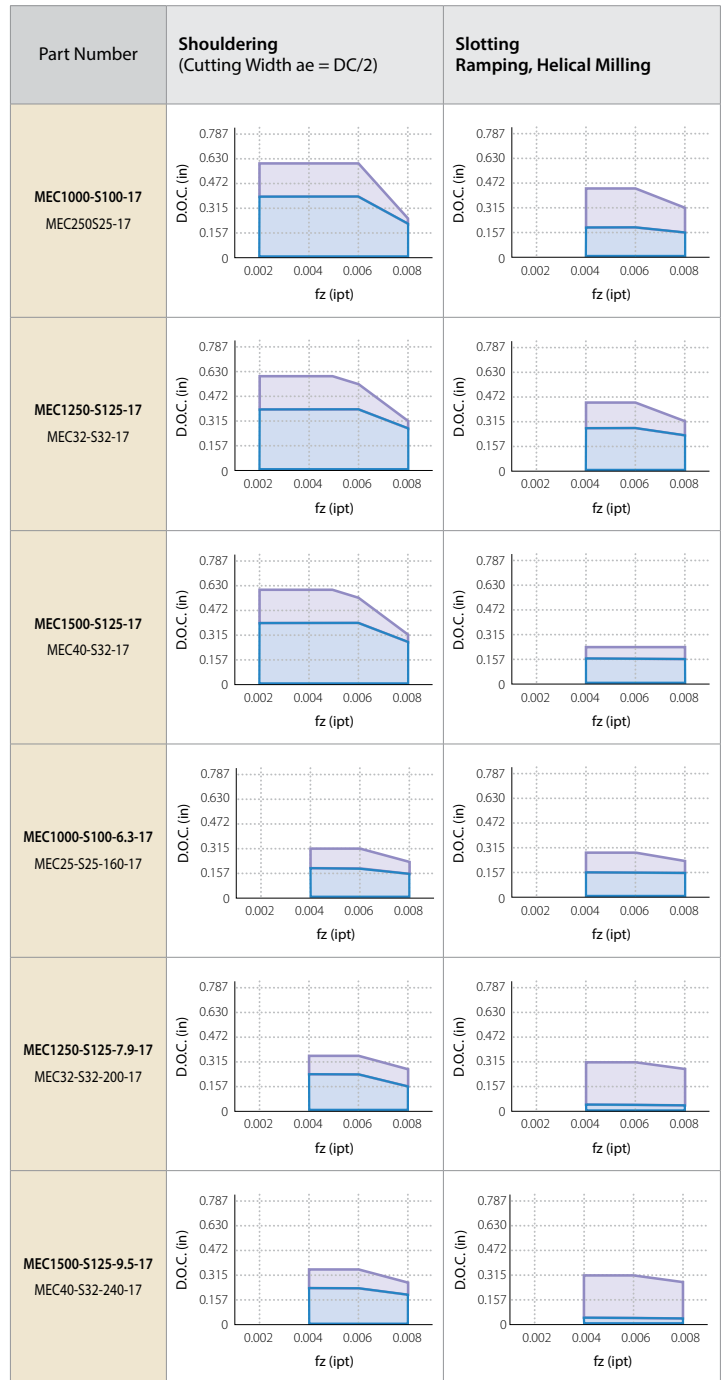 Part Number
Shouldering
(Cutting Width ae = DC/2)
Slotting
Ramping, Helical Milling
MEC1000-S100-17
MEC250S25-17
D.O.C. (in)
0.787
0.630
0.472
0.315
0.157
0
0.002 0.004 0.006 0.008
fz (ipt)
D.O.C. (in)
0.787
0.630
0.472
0.315
0.157
0
0.002 0.004 0.006 0.008
fz (ipt)
MEC1250-S125-17
MEC32-S32-17
D.O.C. (in)
0.787
0.630
0.472
0.315
0.157
0
0.002 0.004 0.006 0.008
fz (ipt)
D.O.C. (in)
0.787
0.630
0.472
0.315
0.157
0
0.002 0.004 0.006 0.008
fz (ipt)
MEC1500-S125-17
MEC40-S32-17
D.O.C. (in)
0.787
0.630
0.472
0.315
0.157
0
0.002 0.004 0.006 0.008
fz (ipt)
D.O.C. (in)
0.787
0.630
0.472
0.315
0.157
0
0.002 0.004 0.006 0.008
fz (ipt)
MEC1000-S100-6.3-17
MEC25-S25-160-17
D.O.C. (in)
0.787
0.630
0.472
0.315
0.157
0
0.002 0.004 0.006 0.008
fz (ipt)
D.O.C. (in)
0.787
0.630
0.472
0.315
0.157
0
0.002 0.004 0.006 0.008
fz (ipt)
MEC1250-S125-7.9-17
MEC32-S32-200-17
D.O.C. (in)
0.787
0.630
0.472
0.315
0.157
0
0.002 0.004 0.006 0.008
fz (ipt)
D.O.C. (in)
0.787
0.630
0.472
0.315
0.157
0
0.002 0.004 0.006 0.008
fz (ipt)
MEC1500-S125-9.5-17
MEC40-S32-240-17
D.O.C. (in)
0.787
0.630
0.472
0.315
0.157
0
0.002 0.004 0.006 0.008
fz (ipt)
D.O.C. (in)
0.787
0.630
0.472
0.315
0.157
0
0.002 0.004 0.006 0.008
fz (ipt)